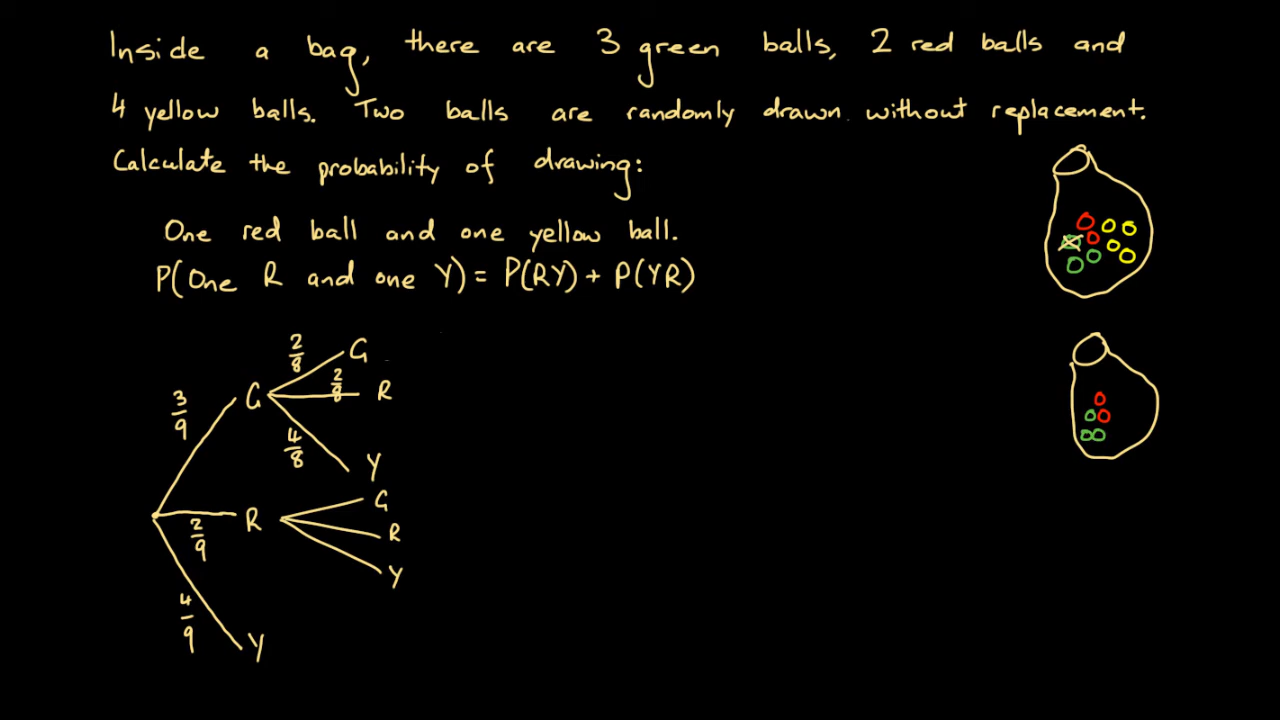 Inside a bag, there are 3 green balls, 2 red balls and
4 yellow balls. Two balls are randomly drawn without replacement.
Calculate the probability of drawing:
One red ball and one yellow ball.
P(One R and one Y) = P(RY) + P(YR)
2/8 G
2/8 R
3/9 G
4/8 Y
G
2/9 R
R
Y
4/9 Y